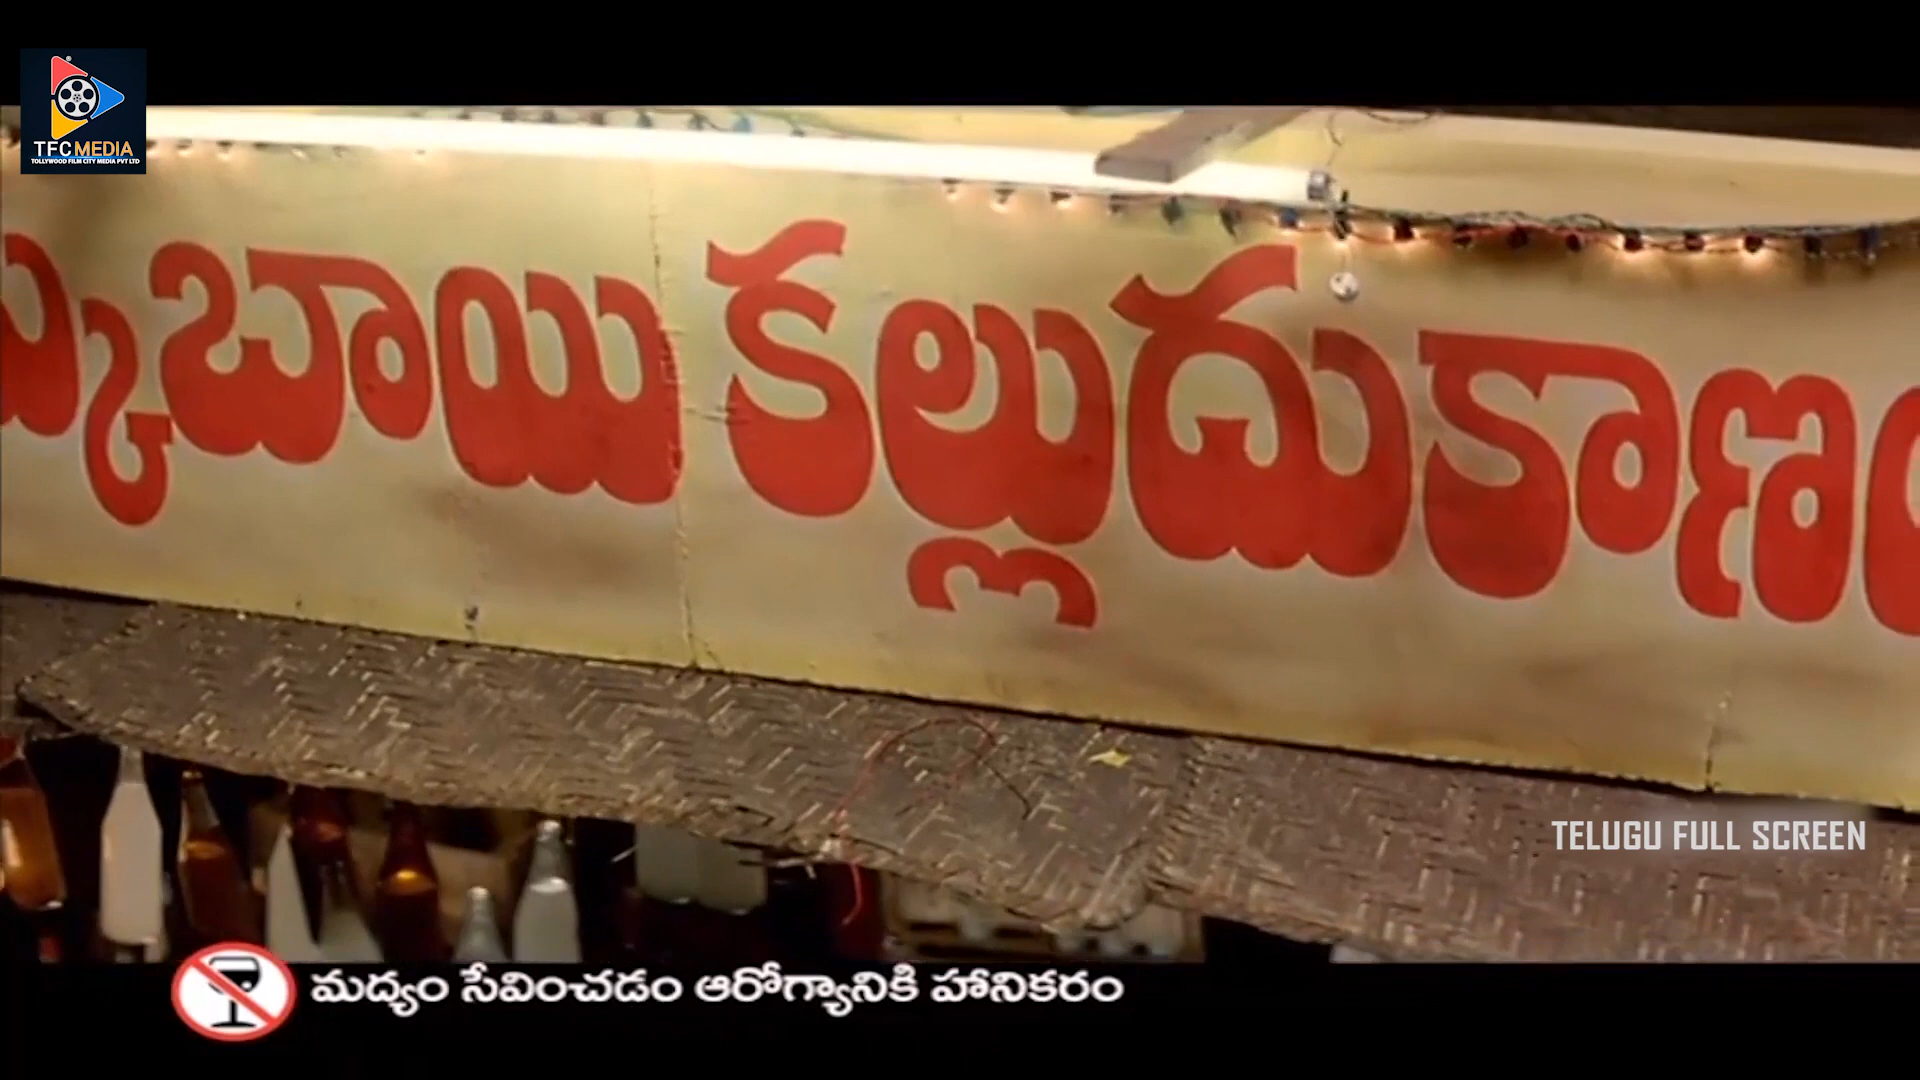 TFC MEDIA
TOLLYWOOD FILM CITY MEDIA PVT LTD
బాయి కల్లుదుకాణం
TELUGU FULL SCREEN
మద్యం సేవించడం ఆరోగ్యానికి హానికరం